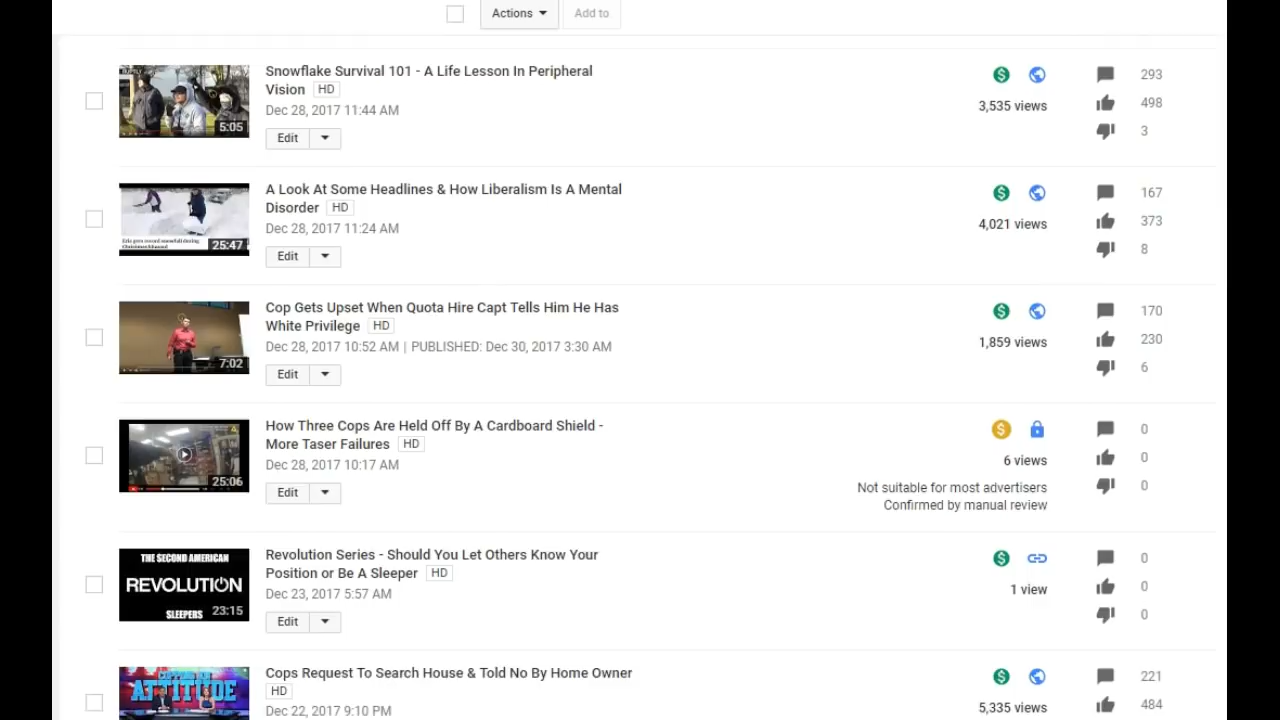 Actions
Add to
Snowflake Survival 101 - A Life Lesson In Peripheral
Vision HD
Dec 28, 2017 11:44 AM
Edit
5:05
3,535 views
293
498
3
A Look At Some Headlines & How Liberalism Is A Mental
Disorder HD
Dec 28, 2017 11:24 AM
Edit
25:47
4,021 views
167
373
8
Cop Gets Upset When Quota Hire Capt Tells Him He Has
White Privilege HD
Dec 28, 2017 10:52 AM | PUBLISHED: Dec 30, 2017 3:30 AM
Edit
7:02
1,859 views
170
230
6
How Three Cops Are Held Off By A Cardboard Shield -
More Taser Failures HD
Dec 28, 2017 10:17 AM
Edit
25:06
6 views
Not suitable for most advertisers
Confirmed by manual review
0
0
0
THE SECOND AMERICAN
REVOLUTION
SLEEPERS 23:15
Revolution Series - Should You Let Others Know Your
Position or Be A Sleeper HD
Dec 23, 2017 5:57 AM
Edit
1 view
0
0
0
ATTITUDE
Cops Request To Search House & Told No By Home Owner
HD
Dec 22, 2017 9:10 PM
5,335 views
221
484